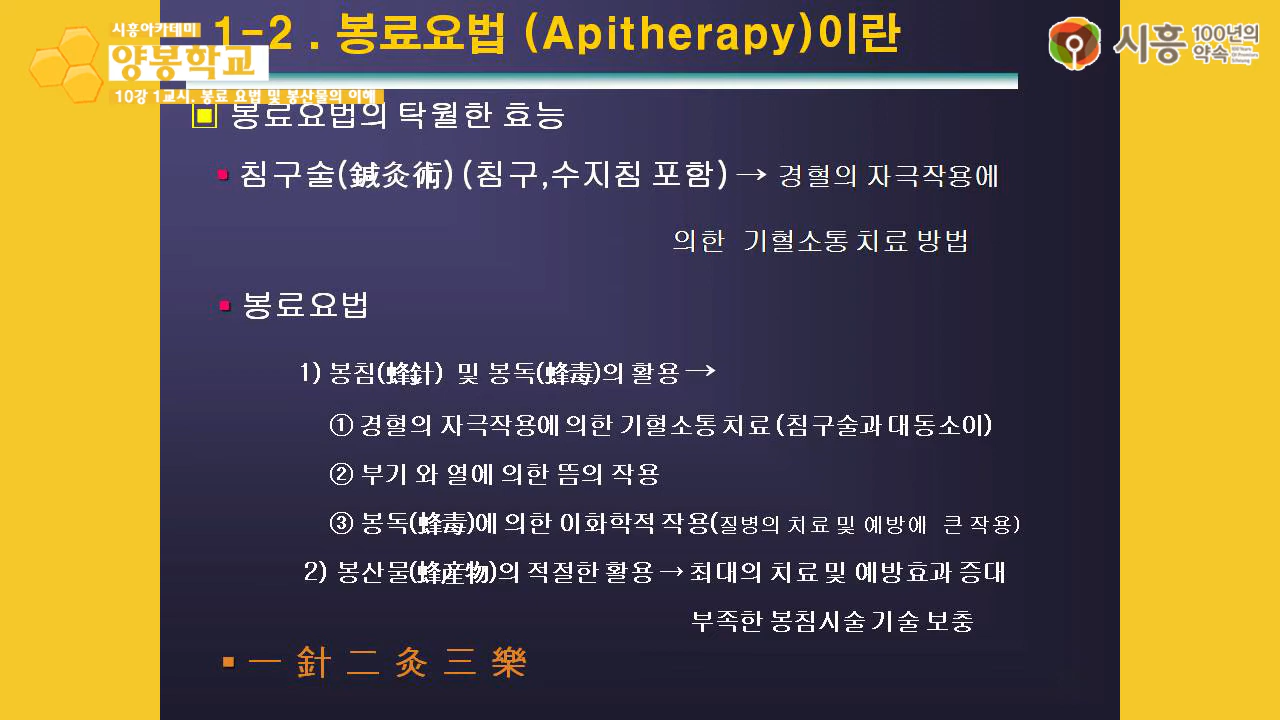 시흥아카데미
양봉학교
10강 1교시. 봉료 요법 및 봉산물의 이해
1-2 . 봉료요법 (Apitherapy)이란
시흥 100년의 약속
봉료요법의 탁월한 효능
침구술(鍼灸術) (침구,수지침 포함) → 경혈의 자극작용에
의한 기혈소통 치료 방법
봉료요법
1) 봉침(蜂針) 및 봉독(蜂毒)의 활용 →
① 경혈의 자극작용에 의한 기혈소통 치료 (침구술과 대동소이)
② 부기 와 열에 의한 뜸의 작용
③ 봉독(蜂毒)에 의한 이화학적 작용(질병의 치료 및 예방에 큰 작용)
2) 봉산물(蜂産物)의 적절한 활용 → 최대의 치료 및 예방효과 증대
부족한 봉침시술 기술 보충
一 針 二 灸 三 樂